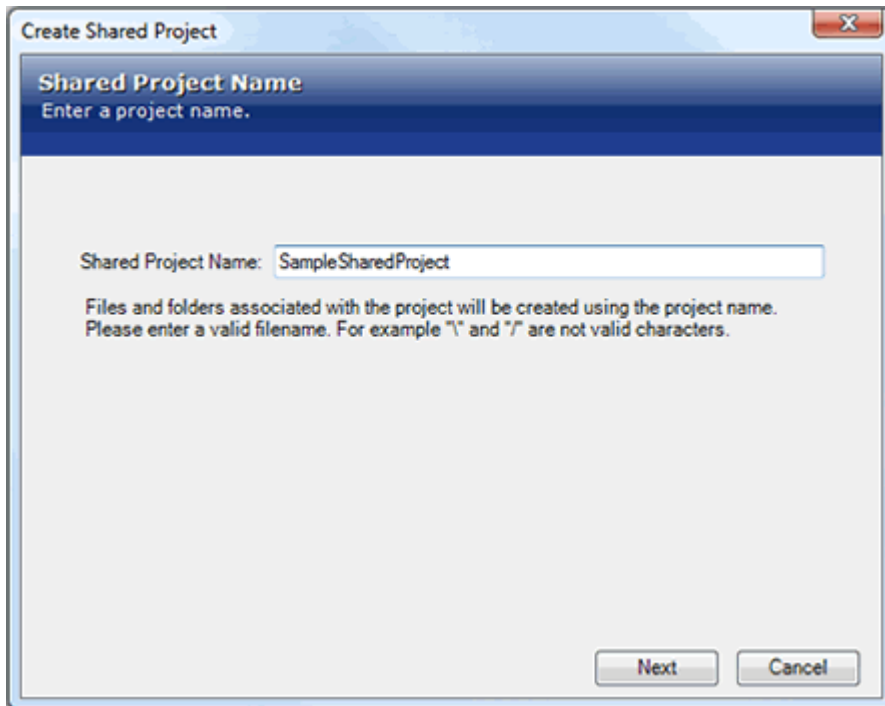 Create Shared Project
Shared Project Name
Enter a project name.
Shared Project Name: SampleSharedProject
Files and folders associated with the project will be created using the project name.
Please enter a valid filename. For example "\" and "/" are not valid characters.
Next Cancel